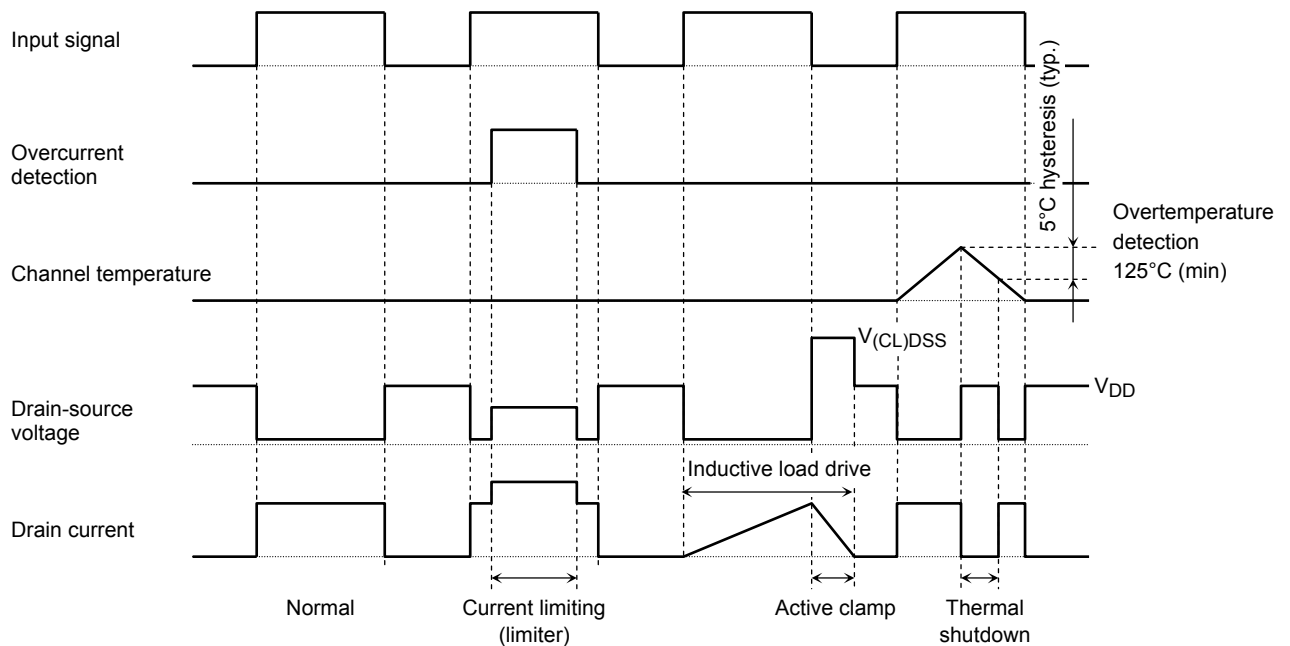 Input signal
5°C hysteresis (typ.)
Overcurrent
detection
Overtemperature
detection
125°C (min)
Channel temperature
V(CL)DSS
VDD
Drain-source
voltage
Inductive load drive
Drain current
Normal
Current limiting
(limiter)
Active clamp
Thermal
shutdown